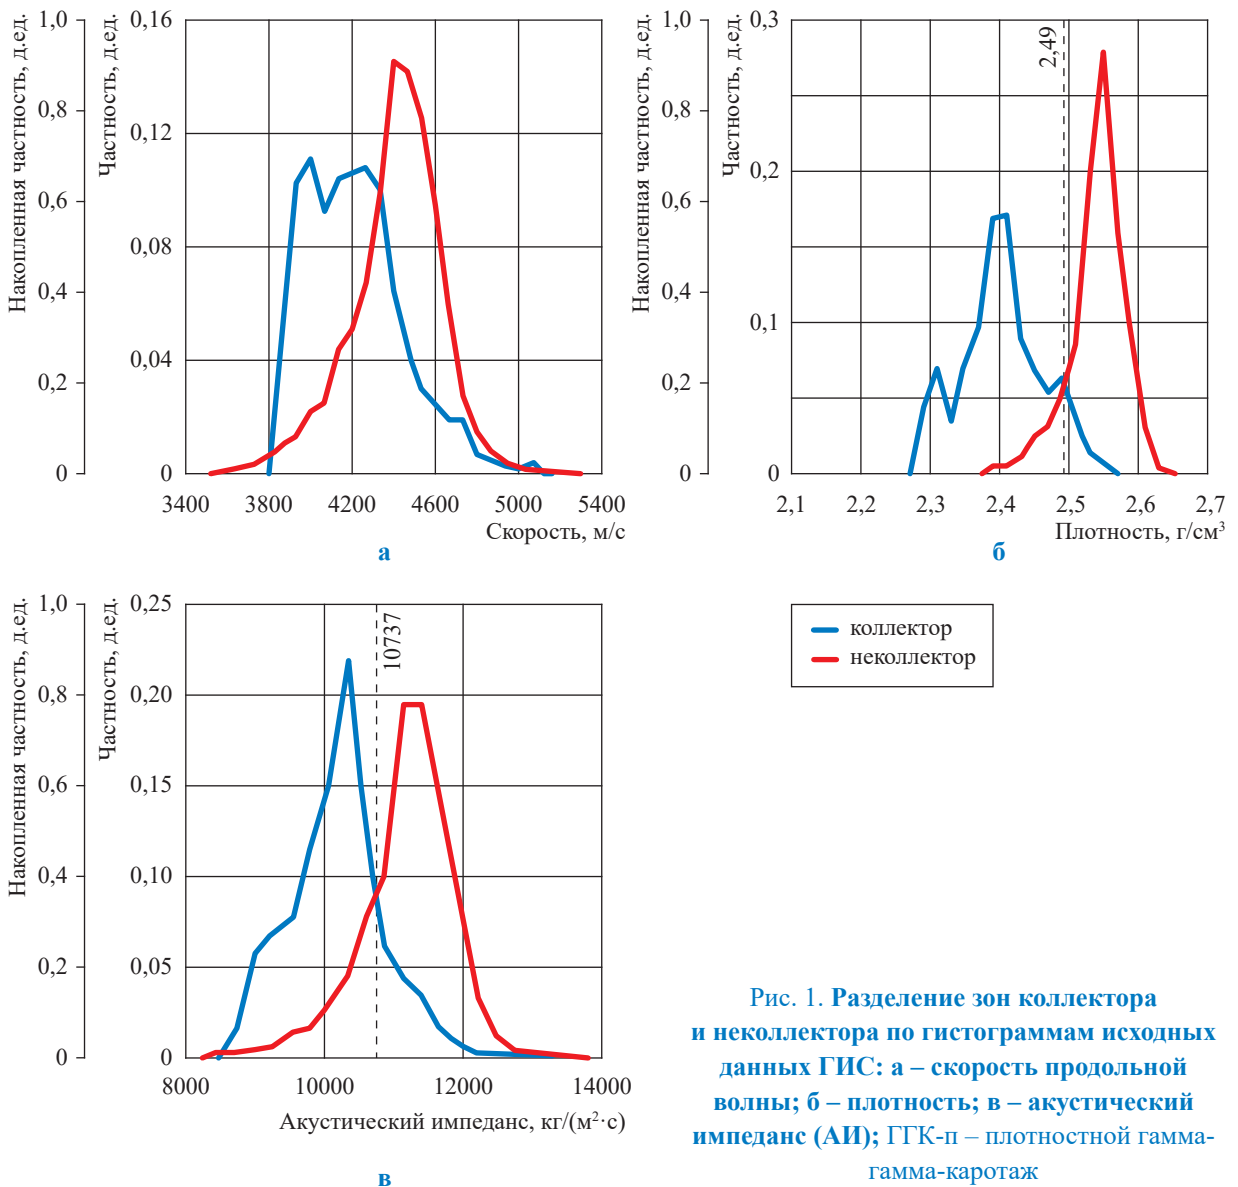 Накопленная частность, д.ед.
1,0
0,8
0,6
0,4
0,2
0
Частность, д.ед.
0,16
0,12
0,08
0,04
0
3400 3800 4200 4600 5000 5400
Скорость, м/с
а
Накопленная частность, д.ед.
1,0
0,8
0,6
0,4
0,2
0
Частность, д.ед.
0,3
0,2
0,1
0
2,49
2,1 2,2 2,3 2,4 2,5 2,6 2,7
Плотность, г/см³
б
Накопленная частность, д.ед.
1,0
0,8
0,6
0,4
0,2
0
Частность, д.ед.
0,25
0,20
0,15
0,10
0,05
0
10737
8000 10000 12000 14000
Акустический импеданс, кг/(м²·с)
в
коллектор
неколлектор
Рис. 1. Разделение зон коллектора
и неколлектора по гистограммам исходных
данных ГИС: а – скорость продольной
волны; б – плотность; в – акустический
импеданс (АИ); ГГК-п – плотностной гамма-
гамма-каротаж